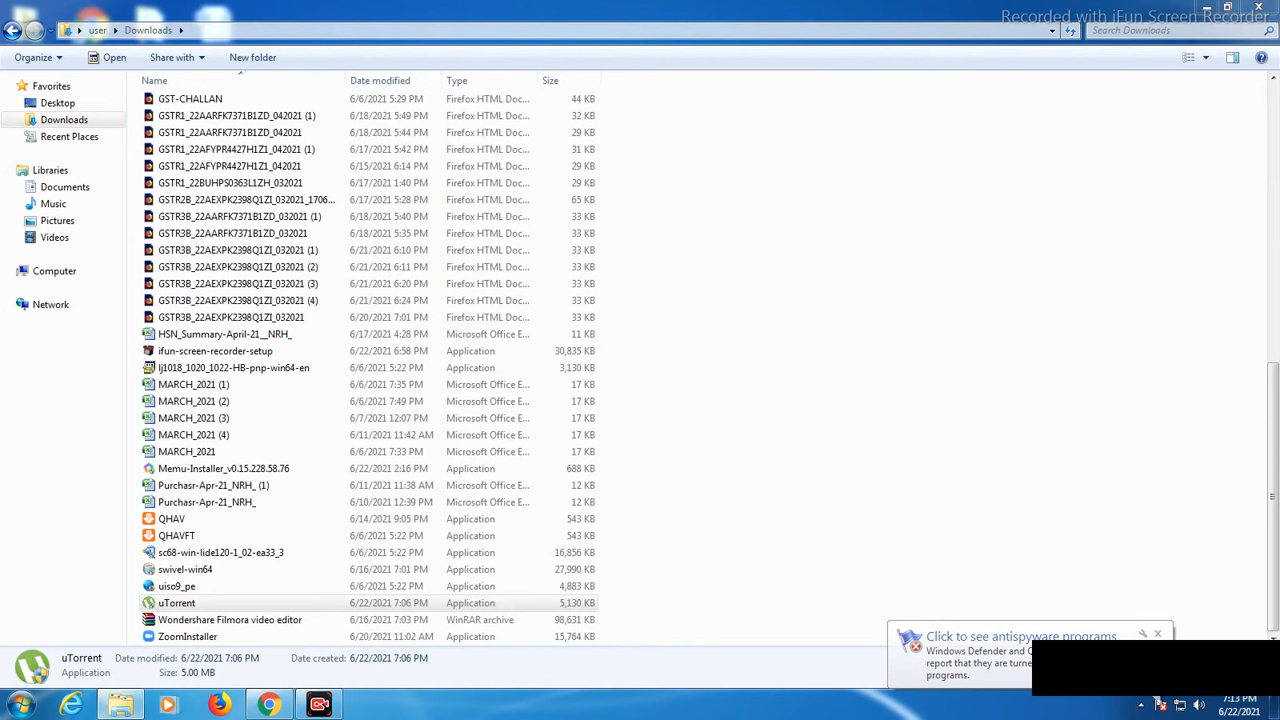 Recorded with iFun Screen Recorder
user
Downloads
Search Downloads
Organize
Open
Share with
New folder
Name Date modified Type Size
Favorites
Desktop
Downloads
Recent Places
Libraries
Documents
Music
Pictures
Videos
Computer
Network
GST-CHALLAN 6/6/2021 5:29 PM Firefox HTML Doc... 44 KB
GSTR1_22AARFK7371B1ZD_042021 (1) 6/18/2021 5:49 PM Firefox HTML Doc... 32 KB
GSTR1_22AARFK7371B1ZD_042021 6/18/2021 5:44 PM Firefox HTML Doc... 29 KB
GSTR1_22AFYPR4427H1Z1_042021 (1) 6/17/2021 5:42 PM Firefox HTML Doc... 31 KB
GSTR1_22AFYPR4427H1Z1_042021 6/15/2021 6:14 PM Firefox HTML Doc... 29 KB
GSTR1_22BUHPS0363L1ZH_032021 6/17/2021 1:40 PM Firefox HTML Doc... 29 KB
GSTR2B_22AEXPK2398Q1ZI_032021_1706... 6/17/2021 5:28 PM Firefox HTML Doc... 65 KB
GSTR3B_22AARFK7371B1ZD_032021 (1) 6/18/2021 5:40 PM Firefox HTML Doc... 33 KB
GSTR3B_22AARFK7371B1ZD_032021 6/18/2021 5:35 PM Firefox HTML Doc... 33 KB
GSTR3B_22AEXPK2398Q1ZI_032021 (1) 6/21/2021 6:10 PM Firefox HTML Doc... 33 KB
GSTR3B_22AEXPK2398Q1ZI_032021 (2) 6/21/2021 6:11 PM Firefox HTML Doc... 33 KB
GSTR3B_22AEXPK2398Q1ZI_032021 (3) 6/21/2021 6:20 PM Firefox HTML Doc... 33 KB
GSTR3B_22AEXPK2398Q1ZI_032021 (4) 6/21/2021 6:24 PM Firefox HTML Doc... 33 KB
GSTR3B_22AEXPK2398Q1ZI_032021 6/20/2021 7:01 PM Firefox HTML Doc... 33 KB
HSN_Summary-April-21__NRH_ 6/17/2021 4:28 PM Microsoft Office E... 11 KB
ifun-screen-recorder-setup 6/22/2021 6:58 PM Application 30,835 KB
lj1018_1020_1022-HB-pnp-win64-en 6/6/2021 5:22 PM Application 3,130 KB
MARCH_2021 (1) 6/6/2021 7:35 PM Microsoft Office E... 17 KB
MARCH_2021 (2) 6/6/2021 7:49 PM Microsoft Office E... 17 KB
MARCH_2021 (3) 6/7/2021 12:07 PM Microsoft Office E... 17 KB
MARCH_2021 (4) 6/11/2021 11:42 AM Microsoft Office E... 17 KB
MARCH_2021 6/6/2021 7:33 PM Microsoft Office E... 17 KB
Memu-Installer_v0.15.228.58.76 6/22/2021 2:16 PM Application 688 KB
Purchasr-Apr-21_NRH_ (1) 6/11/2021 11:38 AM Microsoft Office E... 12 KB
Purchasr-Apr-21_NRH_ 6/10/2021 12:39 PM Microsoft Office E... 12 KB
QHAV 6/14/2021 9:05 PM Application 543 KB
QHAVFT 6/6/2021 5:22 PM Application 543 KB
sc68-win-lide120-1_02-ea33_3 6/6/2021 5:22 PM Application 16,856 KB
swivel-win64 6/16/2021 7:01 PM Application 27,990 KB
uiso9_pe 6/6/2021 5:22 PM Application 4,883 KB
uTorrent 6/22/2021 7:06 PM Application 5,130 KB
Wondershare Filmora video editor 6/16/2021 7:03 PM WinRAR archive 98,631 KB
ZoomInstaller 6/20/2021 11:02 AM Application 15,764 KB
Click to see antispyware programs
Windows Defender and
report that they are turne
programs.
uTorrent Date modified: 6/22/2021 7:06 PM Date created: 6/22/2021 7:06 PM
Application Size: 5.00 MB
7:13 PM
6/22/2021